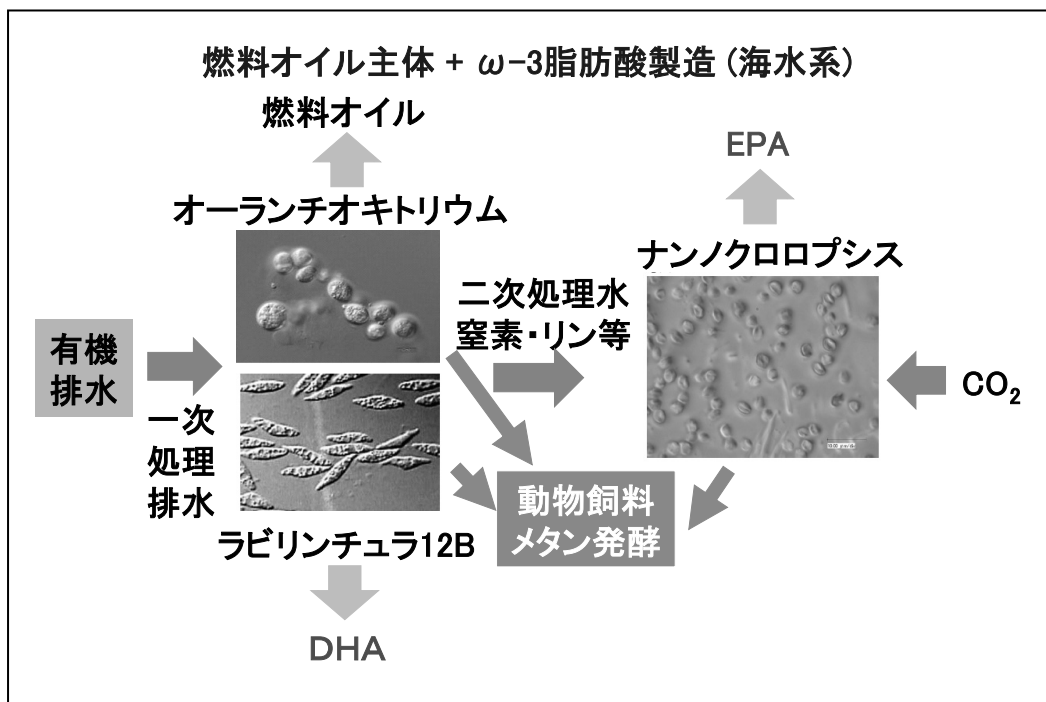 燃料オイル主体 + ω-3脂肪酸製造 (海水系)
燃料オイル
EPA
オーランチオキトリウム
ナンノクロロプシス
二次処理水
窒素・リン等
有機
排水
CO₂
一次
処理
排水
動物飼料
メタン発酵
ラビリンチュラ12B
DHA